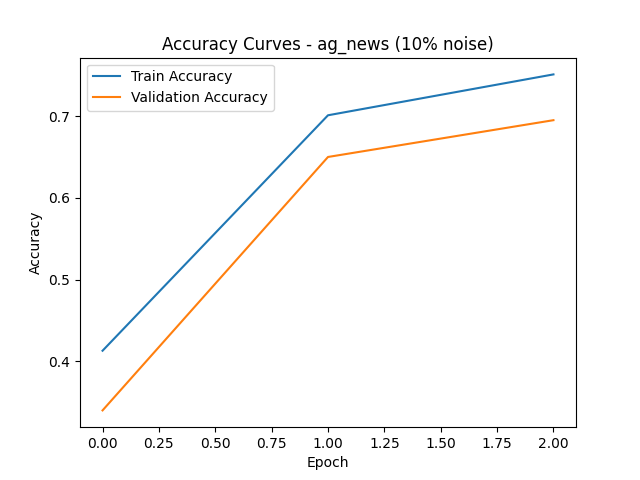 Accuracy Curves - ag_news (10% noise)
Train Accuracy
Validation Accuracy
Accuracy
0.7
0.6
0.5
0.4
0.00 0.25 0.50 0.75 1.00 1.25 1.50 1.75 2.00
Epoch